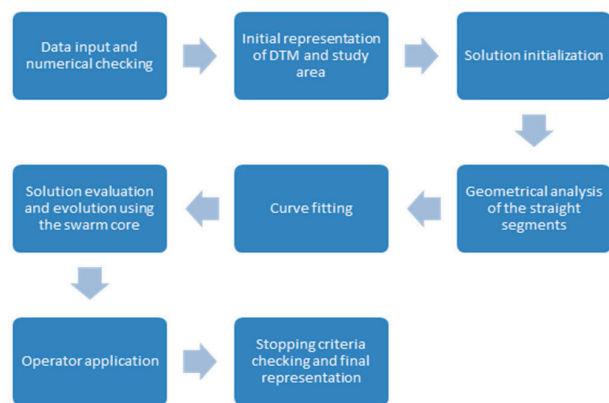 Data input and
numerical checking
Initial representation
of DTM and study
area
Solution initialization
Geometrical analysis
of the straight
segments
Curve fitting
Solution evaluation
and evolution using
the swarm core
Operator application
Stopping criteria
checking and final
representation